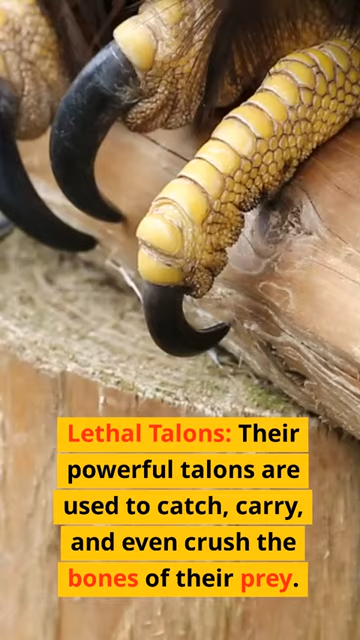 Lethal Talons: Their
powerful talons are
used to catch, carry,
and even crush the
bones of their prey.